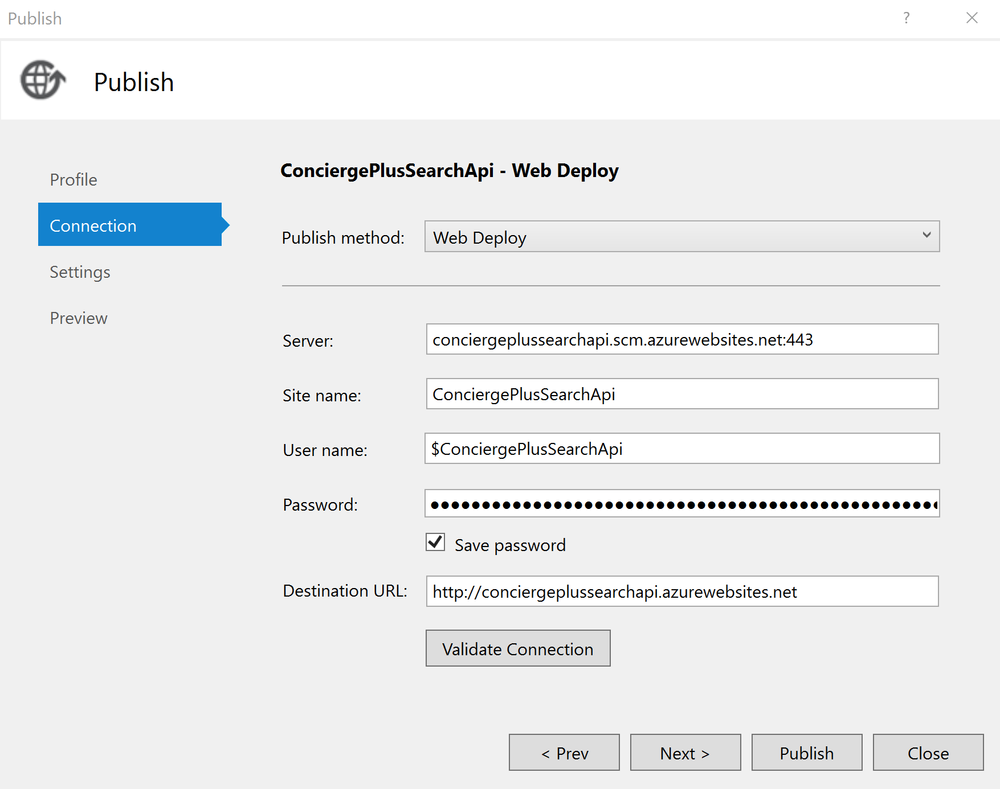 Publish
?
Publish
Profile
Connection
Settings
Preview
ConciergePlusSearchApi - Web Deploy
Publish method: Web Deploy
Server: conciergeplussearchapi.scm.azurewebsites.net:443
Site name: ConciergePlusSearchApi
User name: $ConciergePlusSearchApi
Password:
Save password
Destination URL: http://conciergeplussearchapi.azurewebsites.net
Validate Connection
< Prev Next > Publish Close